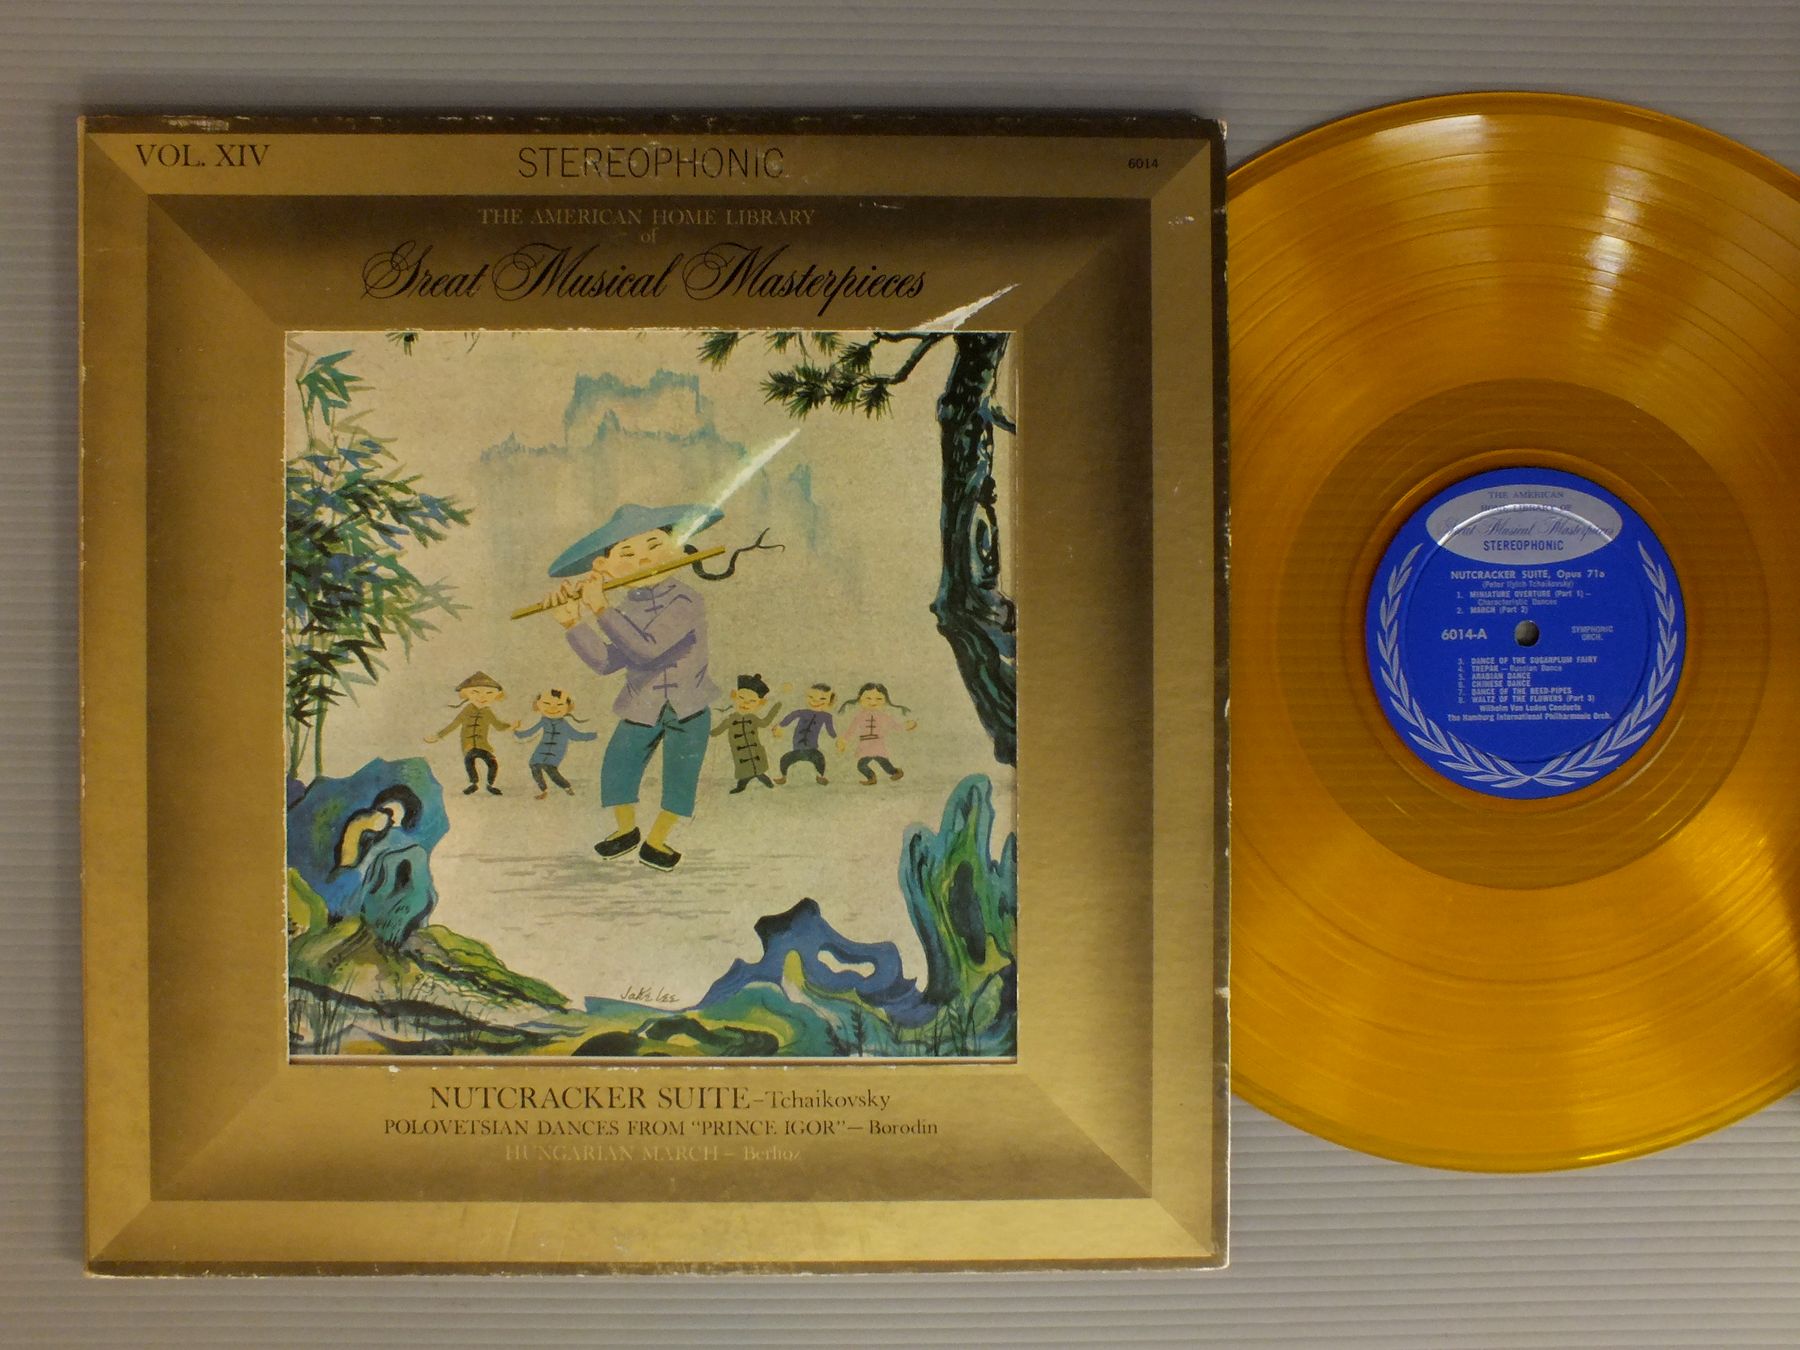 VOL. XIV
STEREOPHONIC
6014
THE AMERICAN HOME LIBRARY
of
Great Musical Masterpieces
Jake Lee
NUTCRACKER SUITE-Tchaikovsky
POLOVETSIAN DANCES FROM "PRINCE IGOR"- Borodin
HUNGARIAN MARCH - Berlioz
THE AMERICAN
HOME LIBRARY OF
Great Musical Masterpieces
STEREOPHONIC
NUTCRACKER SUITE, Opus 71a
(Peter Ilyich Tchaikovsky)
1. MINIATURE OVERTURE (Part 1) -
Characteristic Dances
2. MARCH (Part 2)
6014-A
SYMPHONIC
ORCH.
3. DANCE OF THE SUGARPLUM FAIRY
4. TREPAK - Russian Dance
5. ARABIAN DANCE
6. CHINESE DANCE
7. DANCE OF THE REED-PIPES
8. WALTZ OF THE FLOWERS (Part 3)
Wilhelm Van Luden Conducts
The Hamburg International Philharmonic Orch.